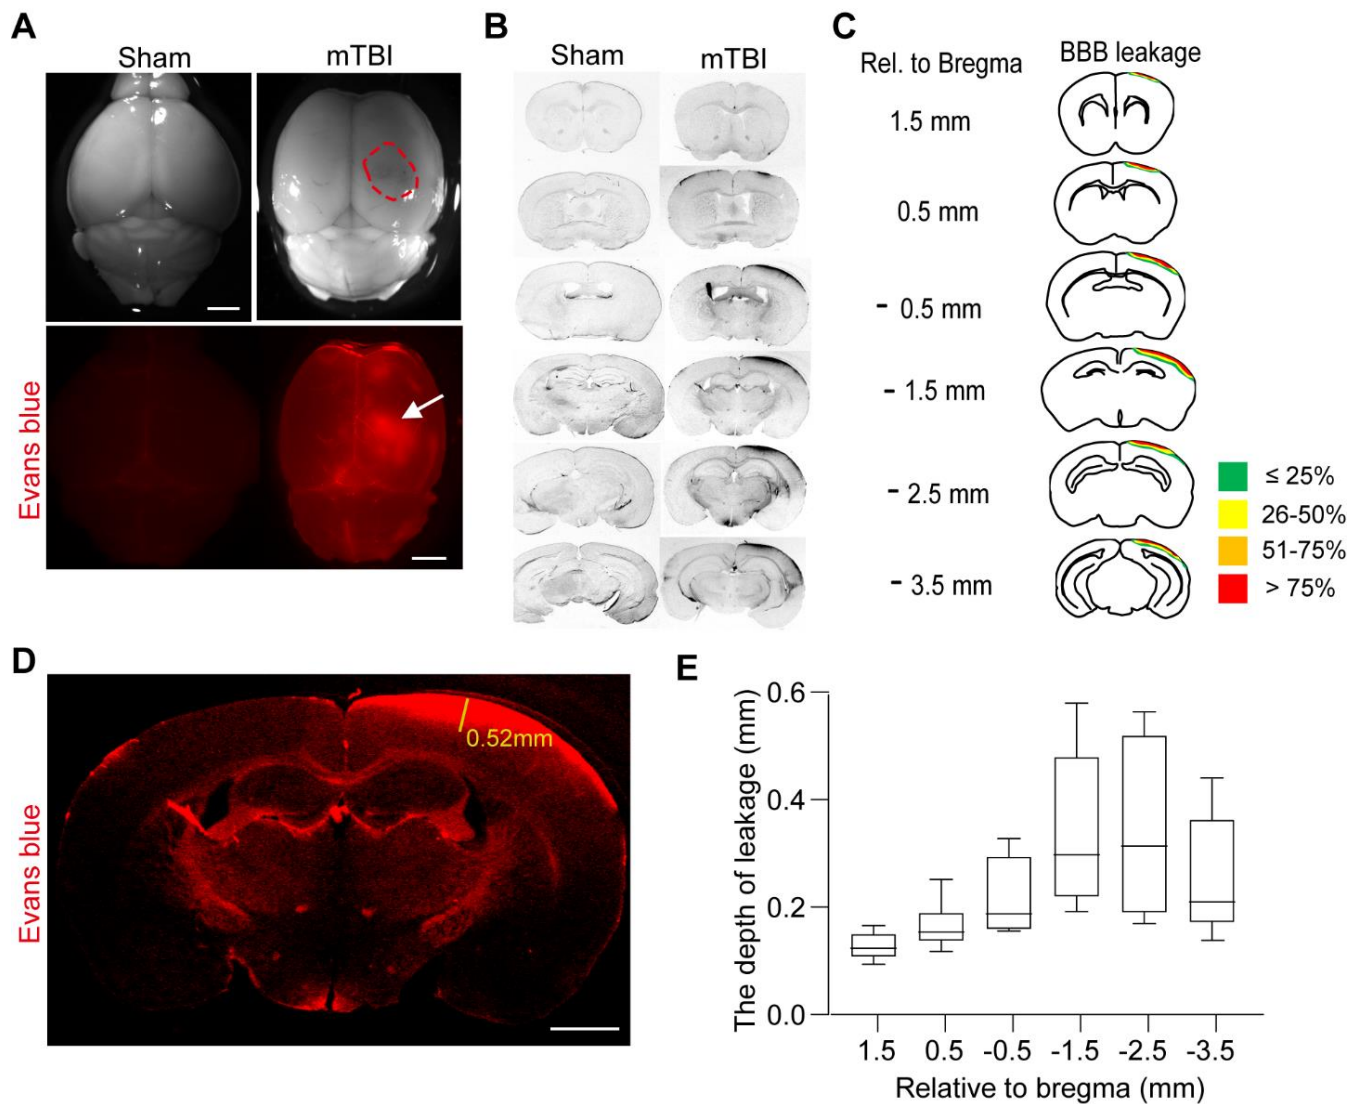 A
Sham
mTBI
Evans blue
B
Sham
mTBI
C
Rel. to Bregma
BBB leakage
1.5 mm
0.5 mm
- 0.5 mm
- 1.5 mm
- 2.5 mm
- 3.5 mm
≤ 25%
26-50%
51-75%
> 75%
D
Evans blue
0.52mm
E
The depth of leakage (mm)
0.6
0.4
0.2
0.0
1.5 0.5 -0.5 -1.5 -2.5 -3.5
Relative to bregma (mm)